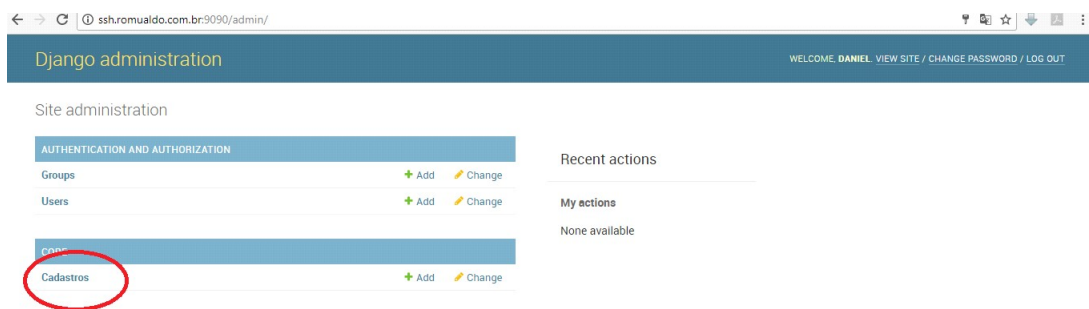 ssh.romualdo.com.br:9090/admin/
Django administration
WELCOME, DANIEL. VIEW SITE / CHANGE PASSWORD / LOG OUT
Site administration
AUTHENTICATION AND AUTHORIZATION
Groups + Add Change
Users + Add Change
CORE
Cadastros + Add Change
Recent actions
My actions
None available